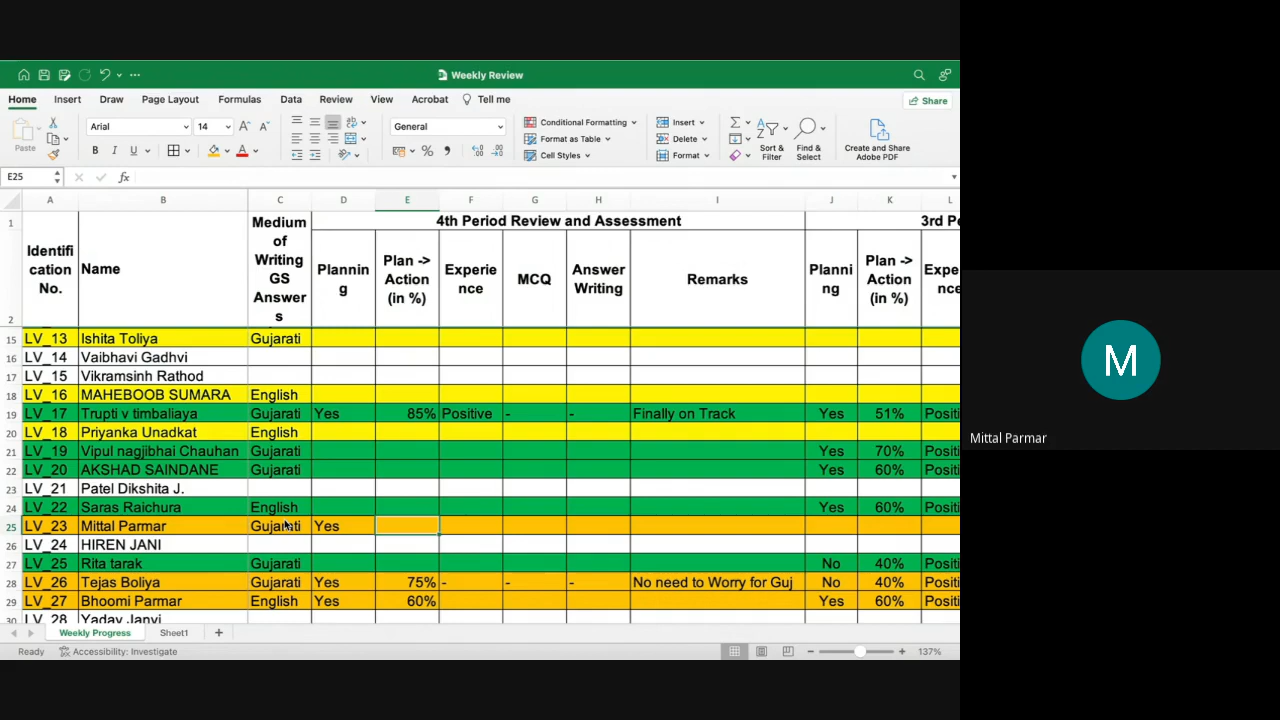 Weekly Review
Home Insert Draw Page Layout Formulas Data Review View Acrobat Tell me Share
Paste Arial 14 General Conditional Formatting Format as Table Cell Styles Insert Delete Format Sort & Filter Find & Select Create and Share Adobe PDF
E25 fx
A B C D E F G H I J K L
1 4th Period Review and Assessment 3rd Pe
2 Identifi cation No. Name Medium of Writing GS Answer s Plannin g Plan -> Action (in %) Experie nce MCQ Answer Writing Remarks Planni ng Plan -> Action (in %) Expe nce
15 LV_13 Ishita Toliya Gujarati
16 LV_14 Vaibhavi Gadhvi
17 LV_15 Vikramsinh Rathod
18 LV_16 MAHEBOOB SUMARA English
19 LV_17 Trupti v timbaliaya Gujarati Yes 85% Positive - - Finally on Track Yes 51% Positi
20 LV_18 Priyanka Unadkat English
21 LV_19 Vipul nagjibhai Chauhan Gujarati Yes 70% Positi
22 LV_20 AKSHAD SAINDANE Gujarati Yes 60% Positi
23 LV_21 Patel Dikshita J.
24 LV_22 Saras Raichura English Yes 60% Positi
25 LV_23 Mittal Parmar Gujarati Yes
26 LV_24 HIREN JANI
27 LV_25 Rita tarak Gujarati No 40% Positi
28 LV_26 Tejas Boliya Gujarati Yes 75% - - - No need to Worry for Guj No 40% Positi
29 LV_27 Bhoomi Parmar English Yes 60% Yes 60% Positi
30 LV_28 Yadav Janvi
Weekly Progress Sheet1 +
Ready Accessibility: Investigate 137%
M
Mittal Parmar